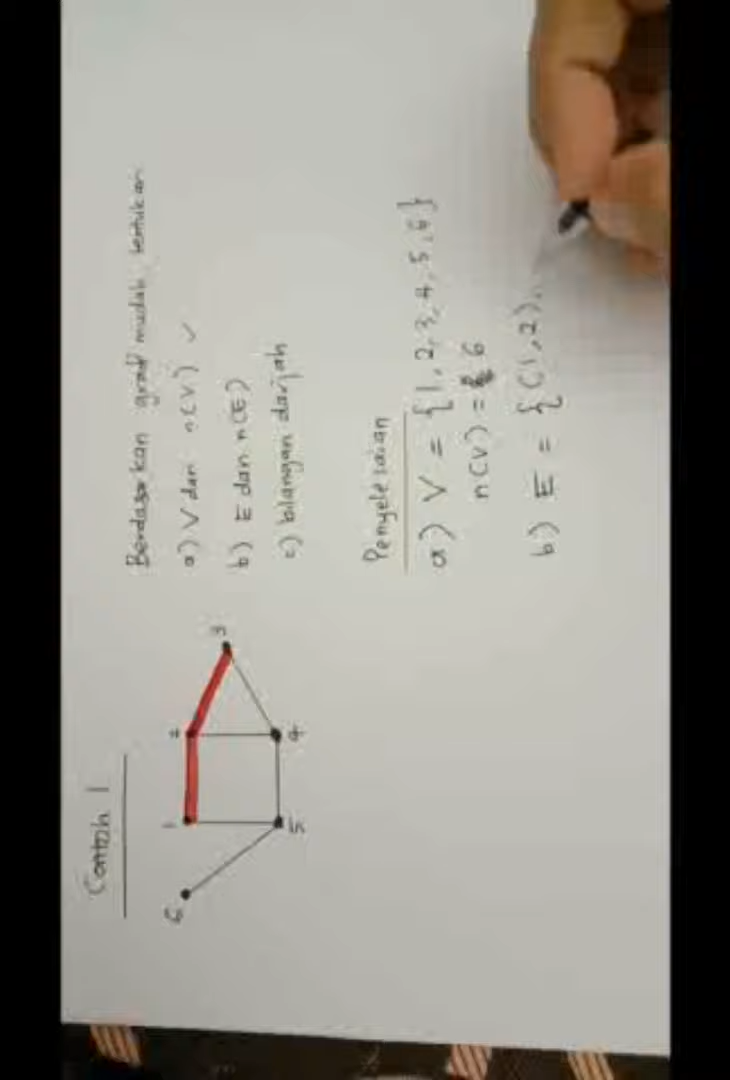 Contoh 1
1 2 3 4 5 6
Berdasarkan graf mudah, tentukan
a) V dan n(V) ✓
b) E dan n(E)
c) bilangan darjah
Penyelesaian
a) V = {1, 2, 3, 4, 5, 6}
n(V) = 6
b) E = {(1,2),